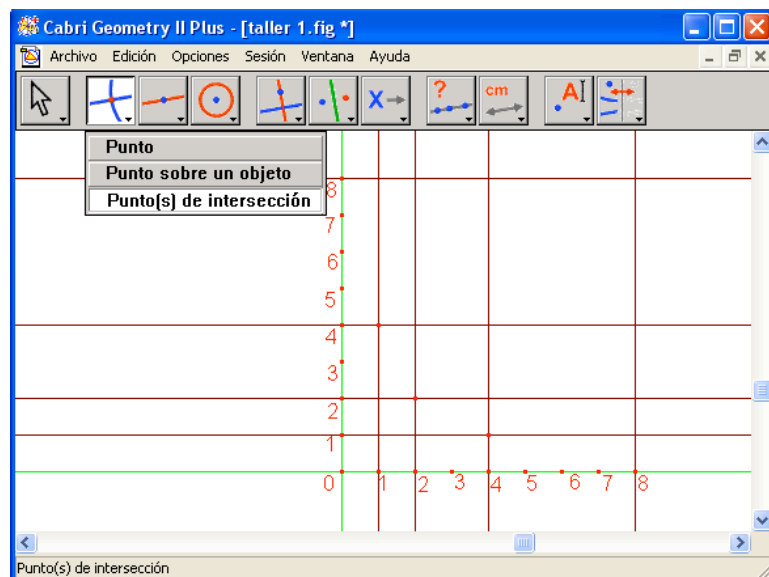 Cabri Geometry II Plus - [taller 1.fig *]
Archivo Edición Opciones Sesión Ventana Ayuda
? cm A
X
Punto
Punto sobre un objeto
Punto(s) de intersección
8
7
6
5
4
3
2
1
0 1 2 3 4 5 6 7 8
Punto(s) de intersección